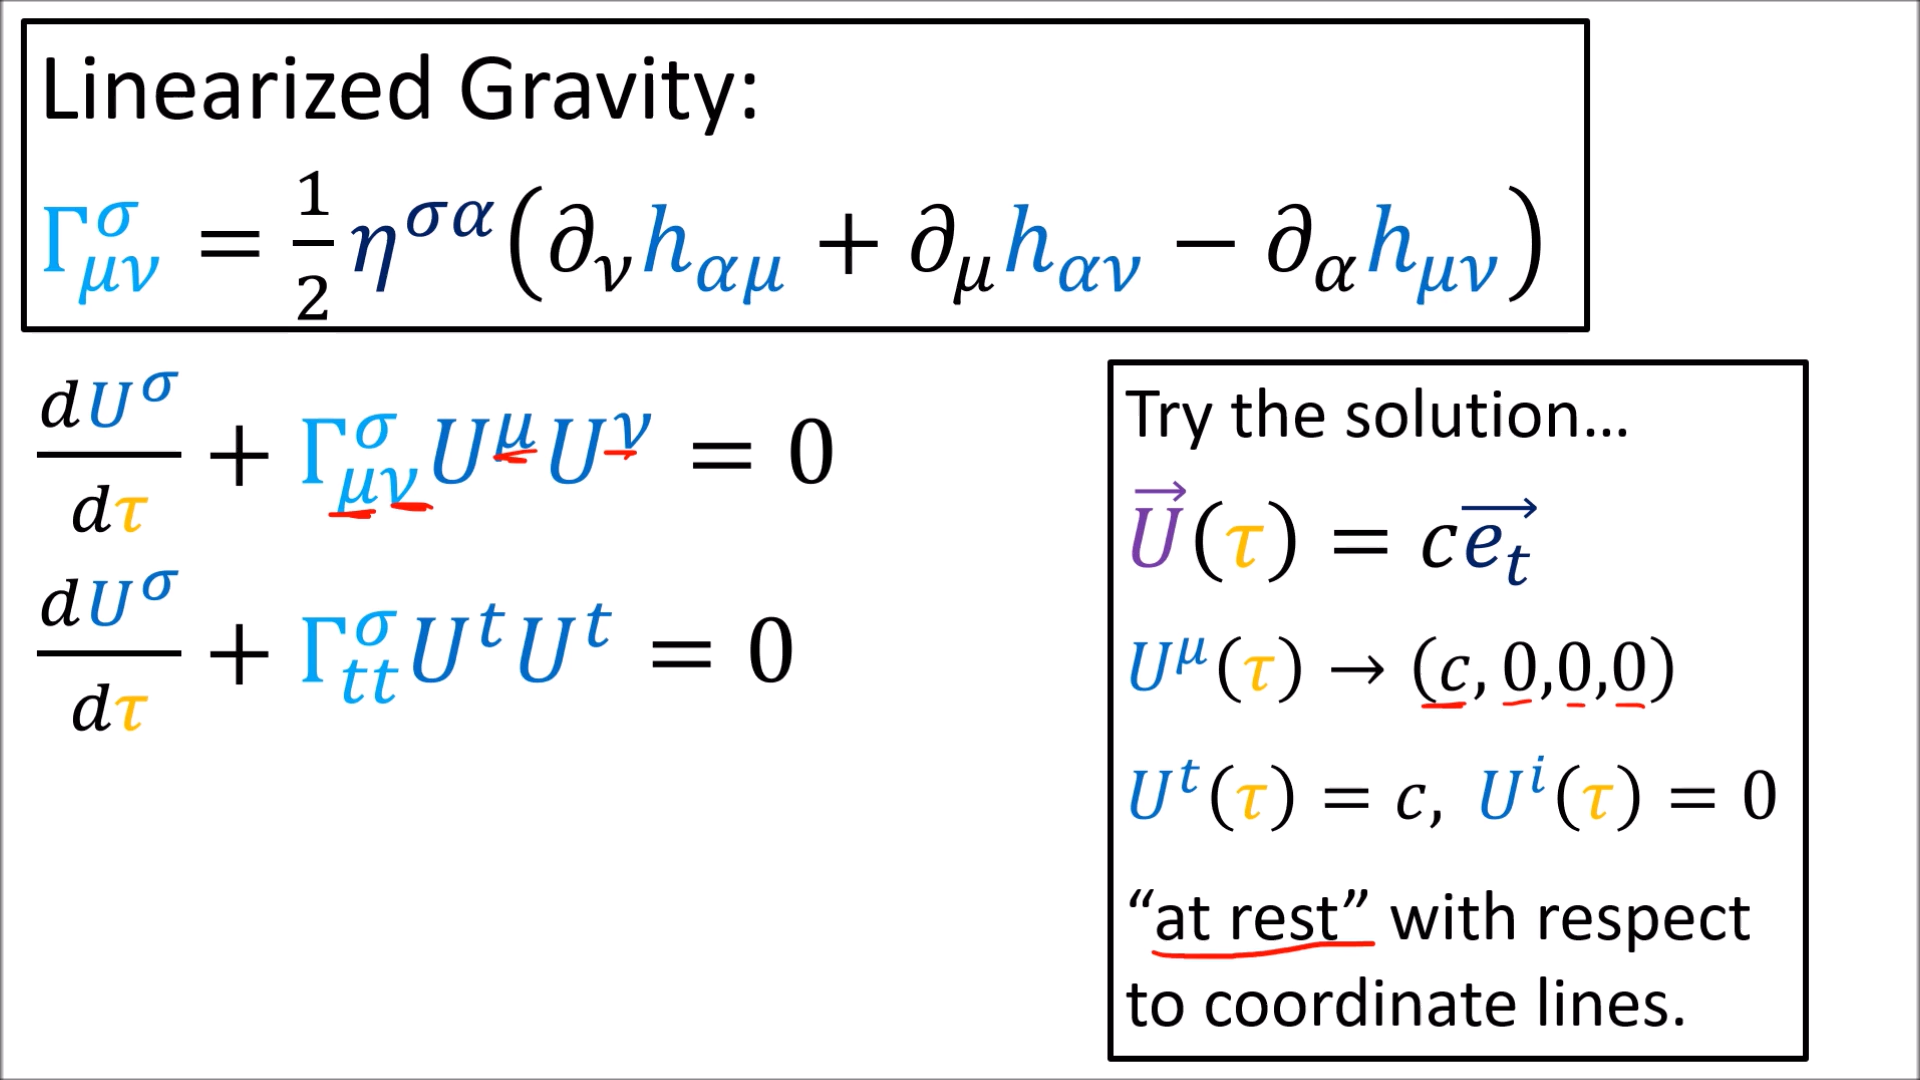 Linearized Gravity:
Γ^σ_μν = 1/2 η^σα (∂_ν h_αμ + ∂_μ h_αν − ∂_α h_μν)
dU^σ/dτ + Γ^σ_μν U^μ U^ν = 0
dU^σ/dτ + Γ^σ_tt U^t U^t = 0
Try the solution...
U⃗(τ) = c e_t⃗
U^μ(τ) → (c, 0,0,0)
U^t(τ) = c, U^i(τ) = 0
“at rest” with respect
to coordinate lines.